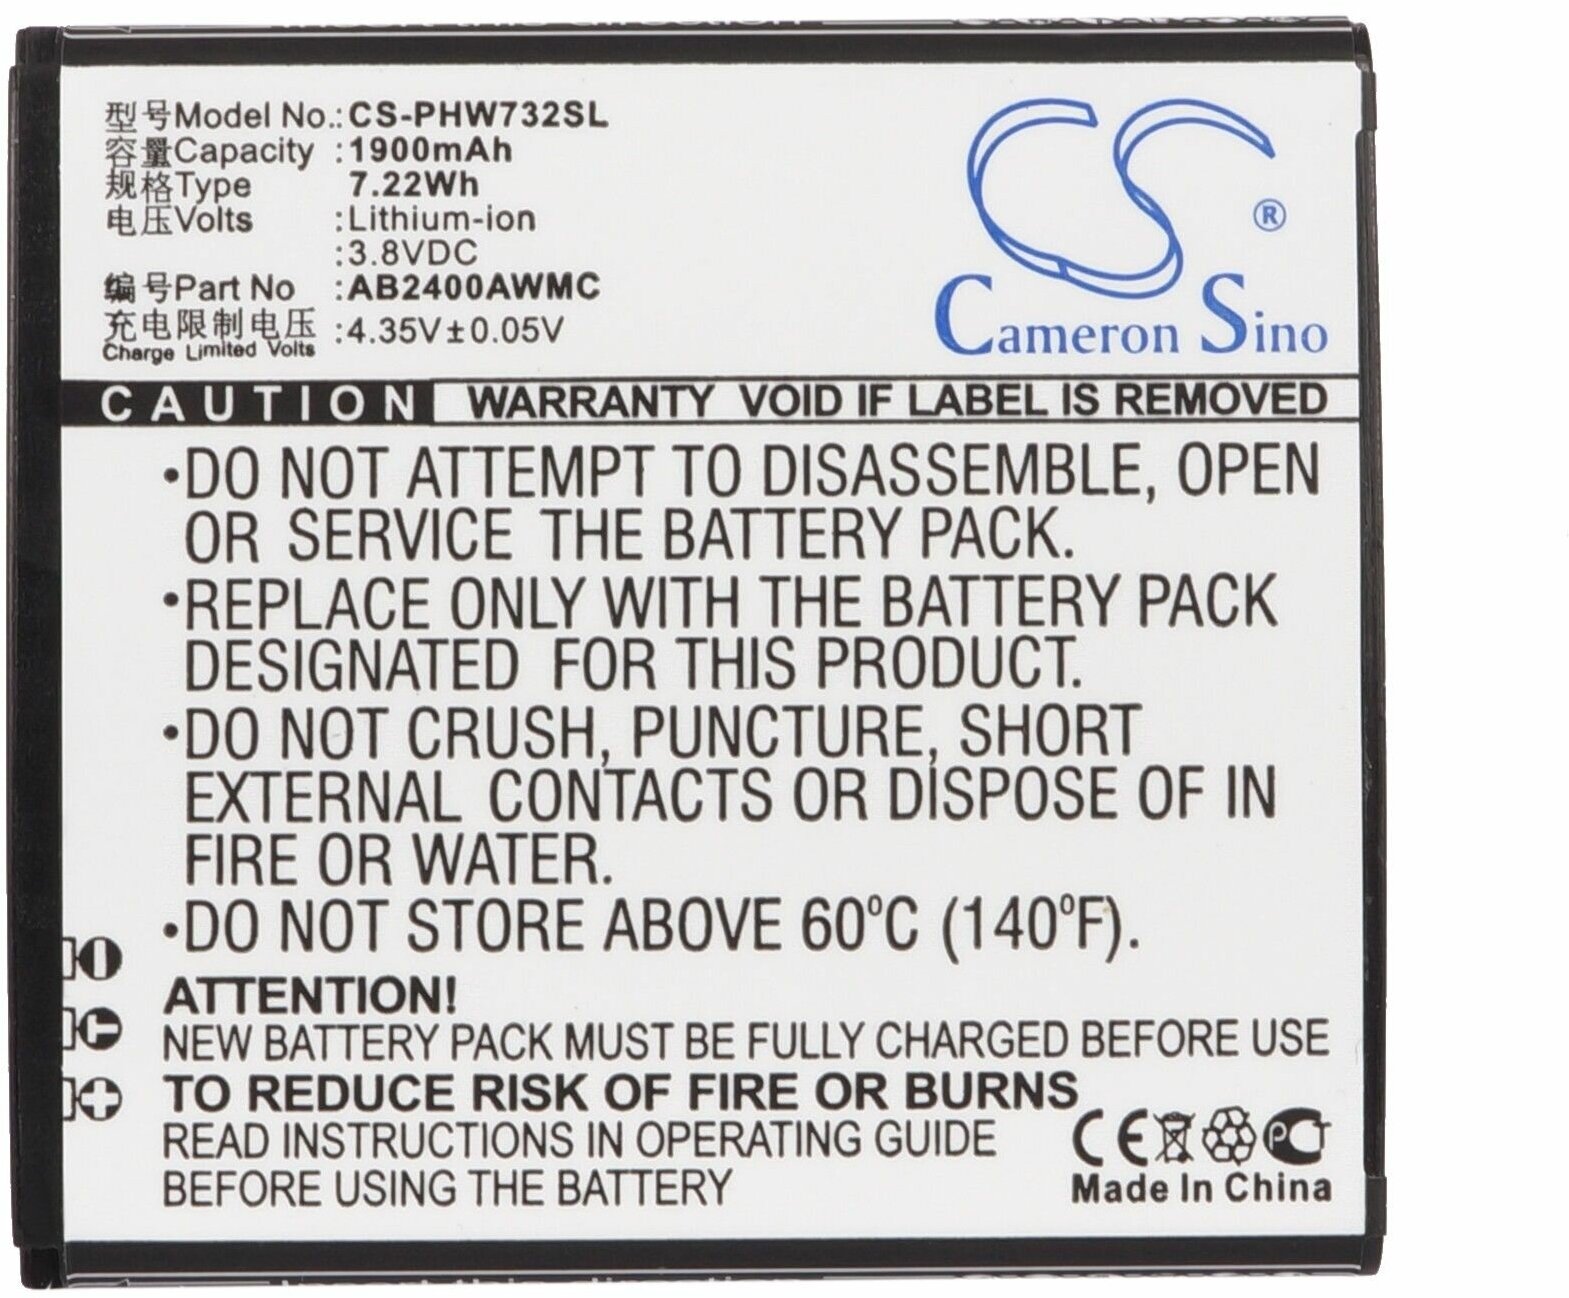 型号Model No.:CS-PHW732SL
容量Capacity :1900mAh
规格Type 7.22Wh
电压Volts :Lithium-ion
:3.8VDC
编号Part No :AB2400AWMC
充电限制电压 :4.35V±0.05V
Charge Limited Volts
CS ®
Cameron Sino
CAUTION WARRANTY VOID IF LABEL IS REMOVED
•DO NOT ATTEMPT TO DISASSEMBLE, OPEN
OR SERVICE THE BATTERY PACK.
•REPLACE ONLY WITH THE BATTERY PACK
DESIGNATED FOR THIS PRODUCT.
•DO NOT CRUSH, PUNCTURE, SHORT
EXTERNAL CONTACTS OR DISPOSE OF IN
FIRE OR WATER.
•DO NOT STORE ABOVE 60°C (140°F).
ATTENTION!
NEW BATTERY PACK MUST BE FULLY CHARGED BEFORE USE
TO REDUCE RISK OF FIRE OR BURNS
READ INSTRUCTIONS IN OPERATING GUIDE
BEFORE USING THE BATTERY
CE
Made In China